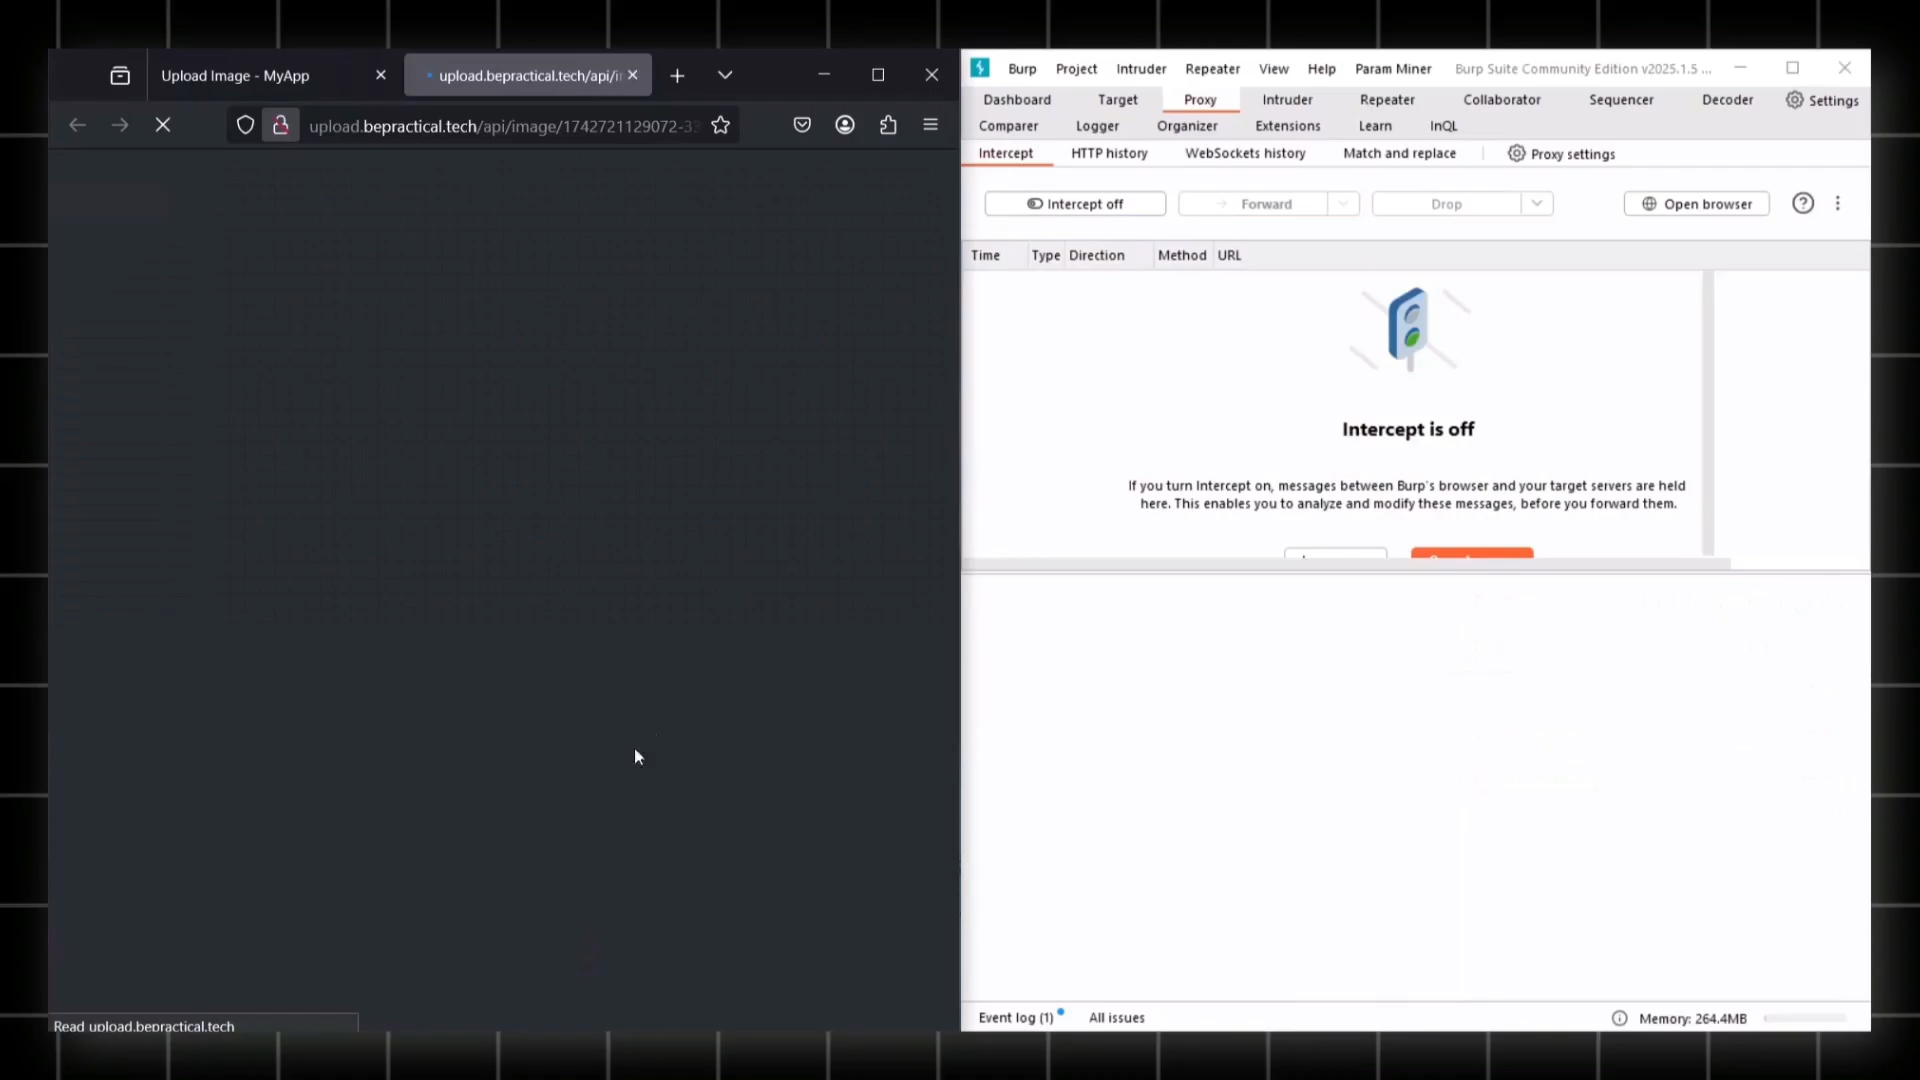 Upload Image - MyApp
upload.bepractical.tech/api/i
upload.bepractical.tech/api/image/1742721129072-33
Read upload.bepractical.tech
Burp Project Intruder Repeater View Help Param Miner Burp Suite Community Edition v2025.1.5 ...
Dashboard Target Proxy Intruder Repeater Collaborator Sequencer Decoder Settings
Comparer Logger Organizer Extensions Learn InQL
Intercept HTTP history WebSockets history Match and replace Proxy settings
Intercept off Forward Drop Open browser
Time Type Direction Method URL
Intercept is off
If you turn Intercept on, messages between Burp's browser and your target servers are held
here. This enables you to analyze and modify these messages, before you forward them.
Event log (1) All issues Memory: 264.4MB